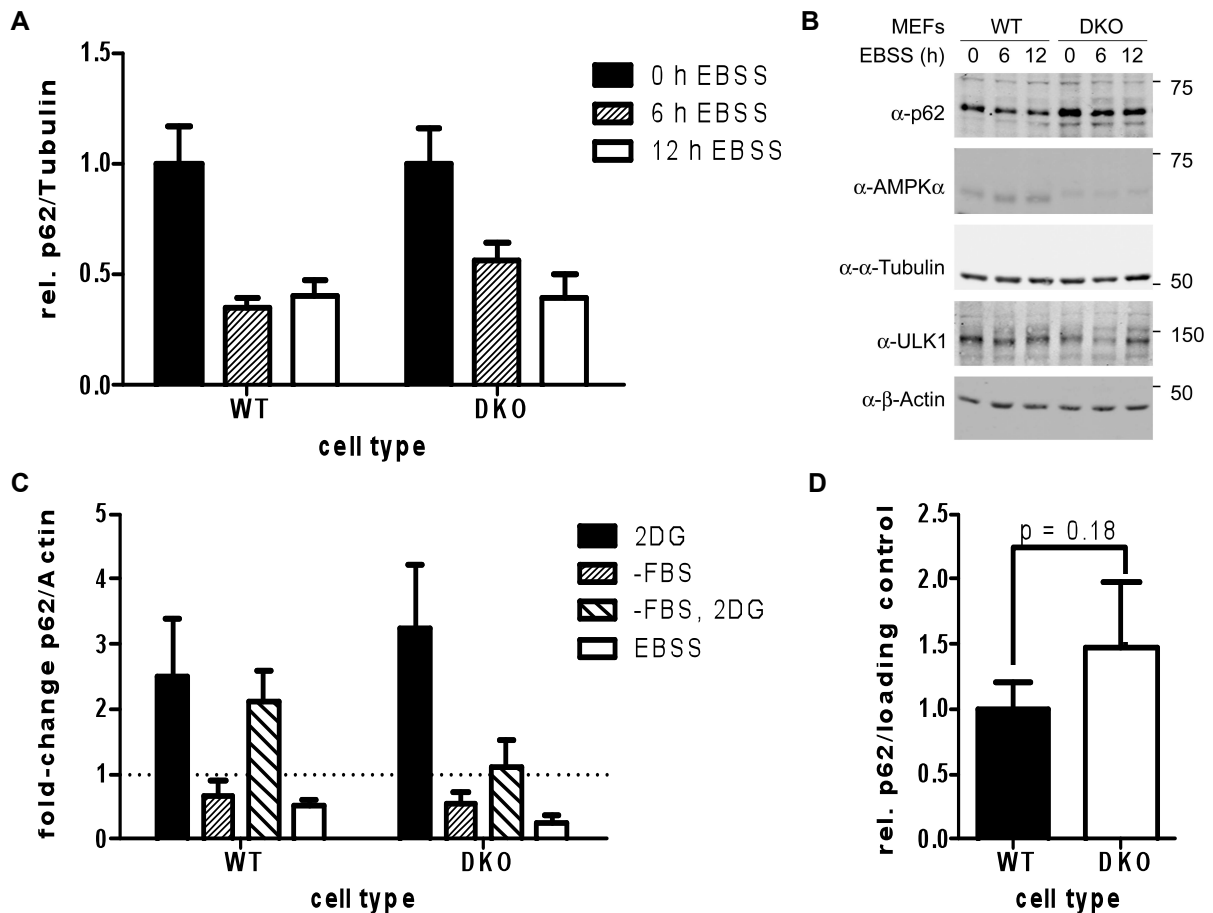 A
rel. p62/Tubulin
1.5
1.0
0.5
0.0
0 h EBSS
6 h EBSS
12 h EBSS
WT
DKO
cell type
B
MEFs WT DKO
EBSS (h) 0 6 12 0 6 12
α-p62
75
α-AMPKα
75
α-α-Tubulin
50
α-ULK1
150
α-β-Actin
50
C
fold-change p62/Actin
5
4
3
2
1
0
2DG
-FBS
-FBS, 2DG
EBSS
WT
DKO
cell type
D
rel. p62/loading control
2.5
2.0
1.5
1.0
0.5
0.0
p = 0.18
WT
DKO
cell type